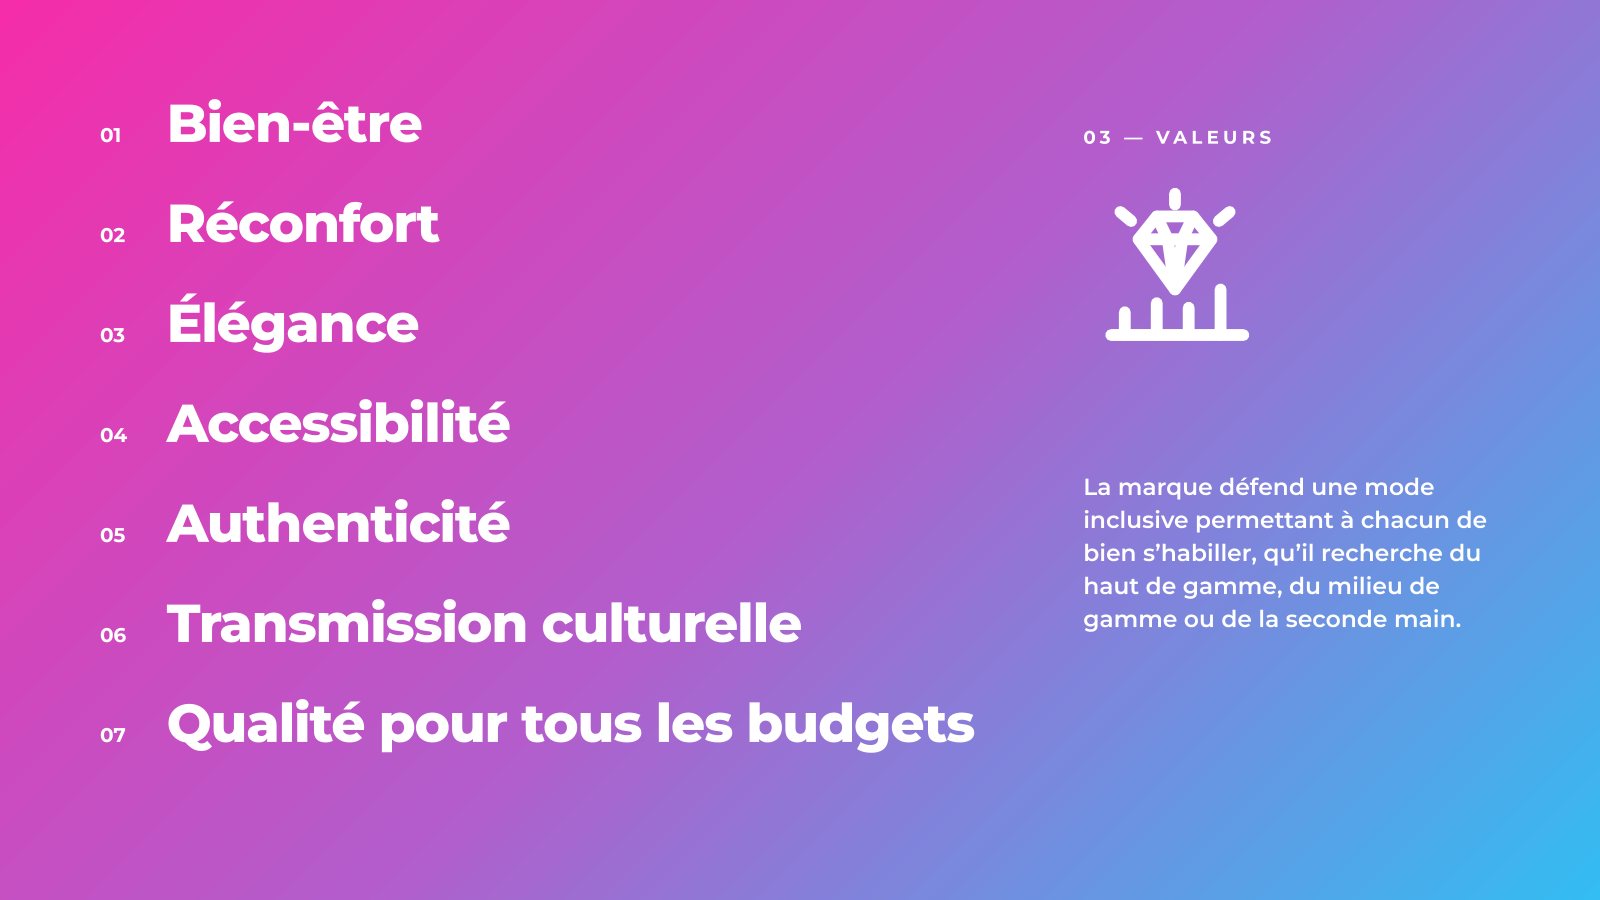 01 Bien-être
02 Réconfort
03 Élégance
04 Accessibilité
05 Authenticité
06 Transmission culturelle
07 Qualité pour tous les budgets
03 — VALEURS
La marque défend une mode
inclusive permettant à chacun de
bien s’habiller, qu’il recherche du
haut de gamme, du milieu de
gamme ou de la seconde main.